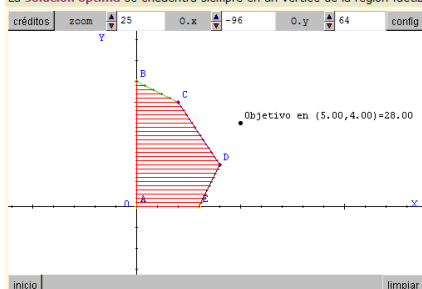 La solución óptima se encuentra siempre en un vértice de la región factible
créditos zoom 25 O.x -96 O.y 64 config
Y
B
C
Objetivo en (5.00,4.00)=28.00
D
0 A E X
inicio limpiar